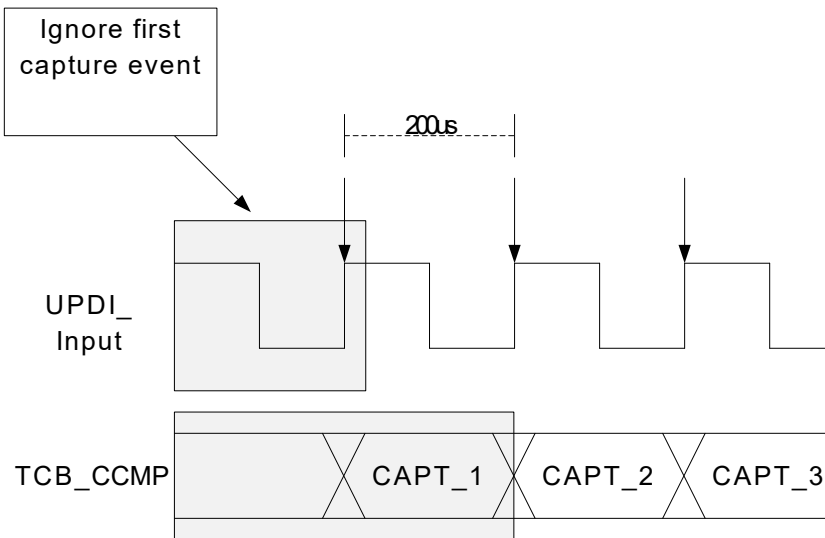 Ignore first
capture event
200us
UPDI_
Input
TCB_CCMP
CAPT_1
CAPT_2
CAPT_3